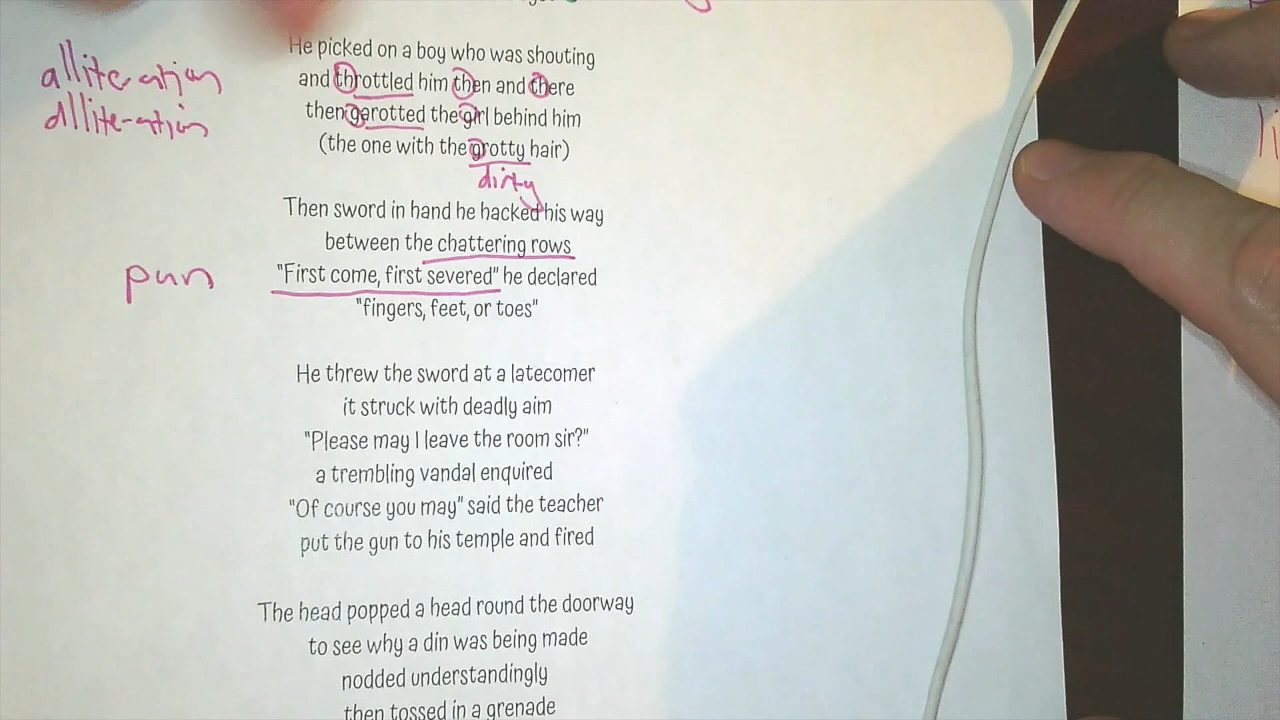 He picked on a boy who was shouting
alliteration
and throttled him then and there
alliteration
then garotted the girl behind him
(the one with the grotty hair)
dirty
Then sword in hand he hacked his way
between the chattering rows
pun
"First come, first severed" he declared
"fingers, feet, or toes"
He threw the sword at a latecomer
it struck with deadly aim
"Please may I leave the room sir?"
a trembling vandal enquired
"Of course you may" said the teacher
put the gun to his temple and fired
The head popped a head round the doorway
to see why a din was being made
nodded understandingly
then tossed in a grenade